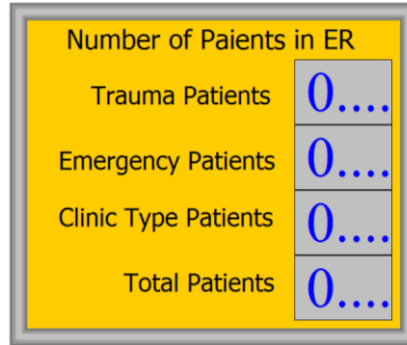 Number of Paients in ER
Trauma Patients 0....
Emergency Patients 0....
Clinic Type Patients 0....
Total Patients 0....